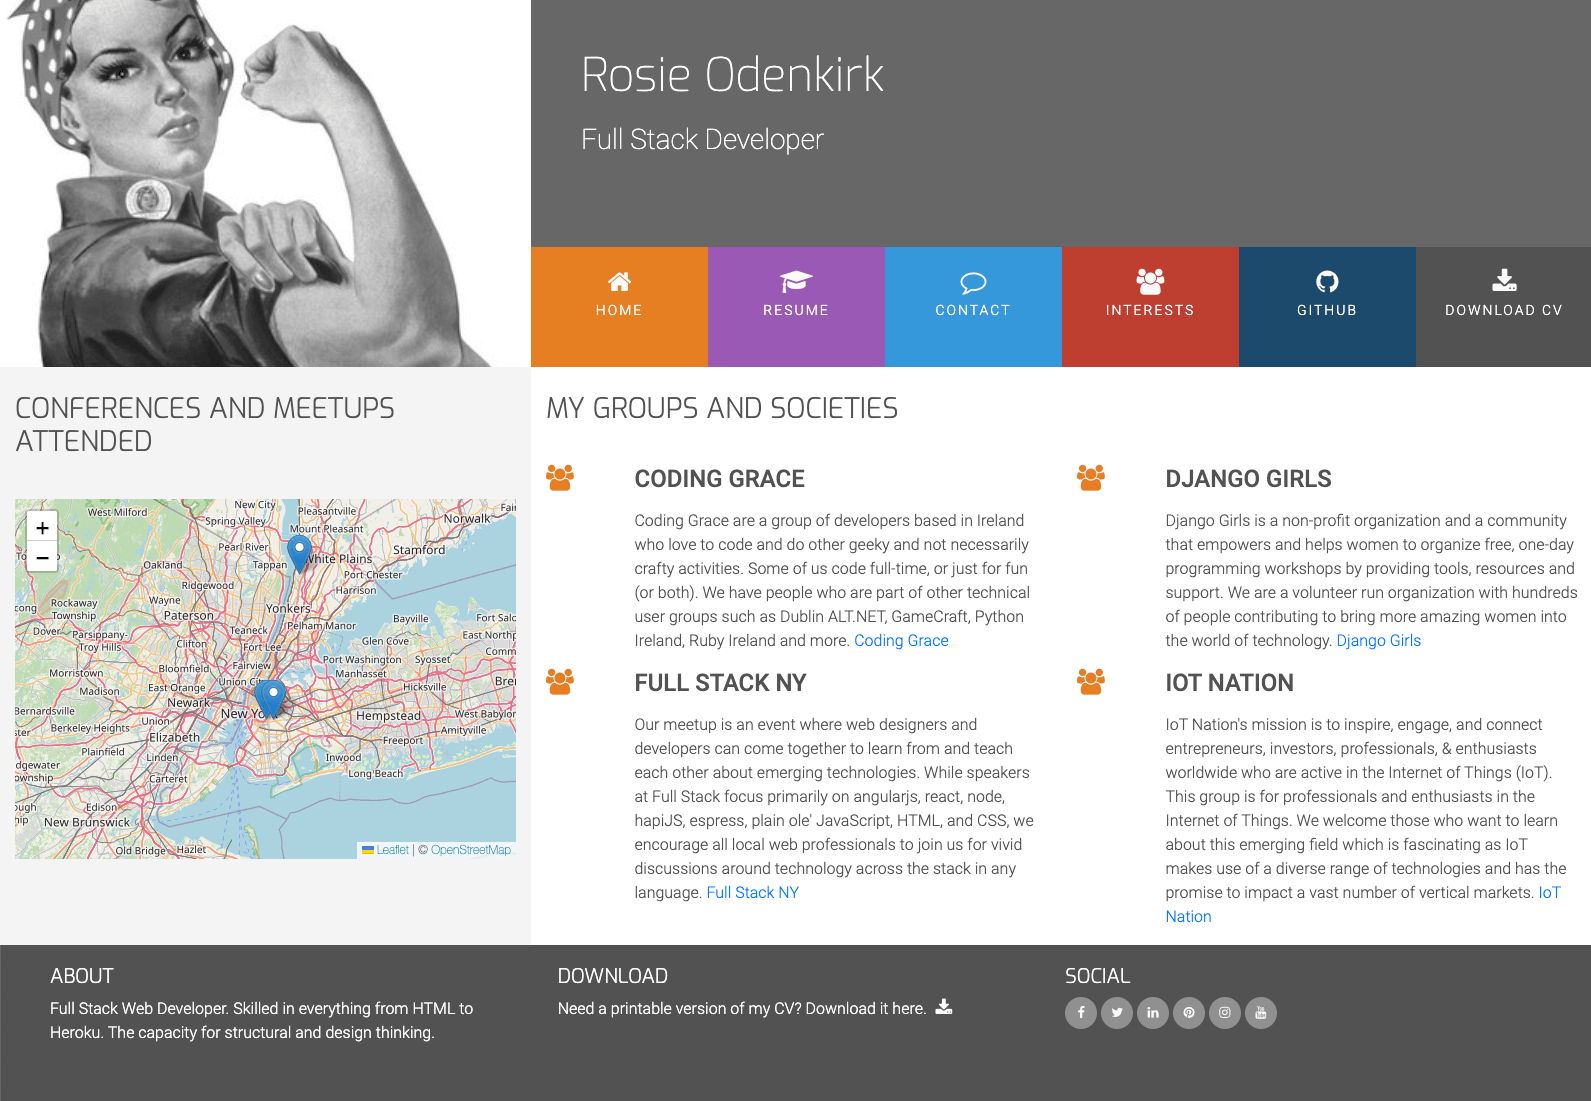 Rosie Odenkirk
Full Stack Developer
HOME
RESUME
CONTACT
INTERESTS
GITHUB
DOWNLOAD CV
CONFERENCES AND MEETUPS
ATTENDED
+
−
New City
West Milford
Pleasantville
Spring Valley
Mount Pleasant
Norwalk
Pearl River
Stamford
Oakland
Tappan
White Plains
Port Chester
Ridgewood
Harrison
Wayne
Rockaway
Township
Paterson
Yonkers
Bayville
Dover
Parsippany-
Troy Hills
Teaneck
Pelham Manor
Clifton
Fort Lee
Glen Cove
Bloomfield
Fairview
Port Washington
Syosset
Morristown
Manhasset
Madison
East Orange
Union City
Hicksville
Newark
Bernardsville
New Yo
Hempstead
West Babylon
Berkeley Heights
Union
Amityville
Elizabeth
Freeport
Plainfield
Linden
Inwood
Carteret
Long Beach
Edison
New Brunswick
Old Bridge
Hazlet
Leaflet | © OpenStreetMap
MY GROUPS AND SOCIETIES
CODING GRACE
Coding Grace are a group of developers based in Ireland
who love to code and do other geeky and not necessarily
crafty activities. Some of us code full-time, or just for fun
(or both). We have people who are part of other technical
user groups such as Dublin ALT.NET, GameCraft, Python
Ireland, Ruby Ireland and more. Coding Grace
DJANGO GIRLS
Django Girls is a non-profit organization and a community
that empowers and helps women to organize free, one-day
programming workshops by providing tools, resources and
support. We are a volunteer run organization with hundreds
of people contributing to bring more amazing women into
the world of technology. Django Girls
FULL STACK NY
Our meetup is an event where web designers and
developers can come together to learn from and teach
each other about emerging technologies. While speakers
at Full Stack focus primarily on angularjs, react, node,
hapiJS, espress, plain ole' JavaScript, HTML, and CSS, we
encourage all local web professionals to join us for vivid
discussions around technology across the stack in any
language. Full Stack NY
IOT NATION
IoT Nation's mission is to inspire, engage, and connect
entrepreneurs, investors, professionals, & enthusiasts
worldwide who are active in the Internet of Things (IoT).
This group is for professionals and enthusiasts in the
Internet of Things. We welcome those who want to learn
about this emerging field which is fascinating as IoT
makes use of a diverse range of technologies and has the
promise to impact a vast number of vertical markets. IoT
Nation
ABOUT
Full Stack Web Developer. Skilled in everything from HTML to
Heroku. The capacity for structural and design thinking.
DOWNLOAD
Need a printable version of my CV? Download it here.
SOCIAL